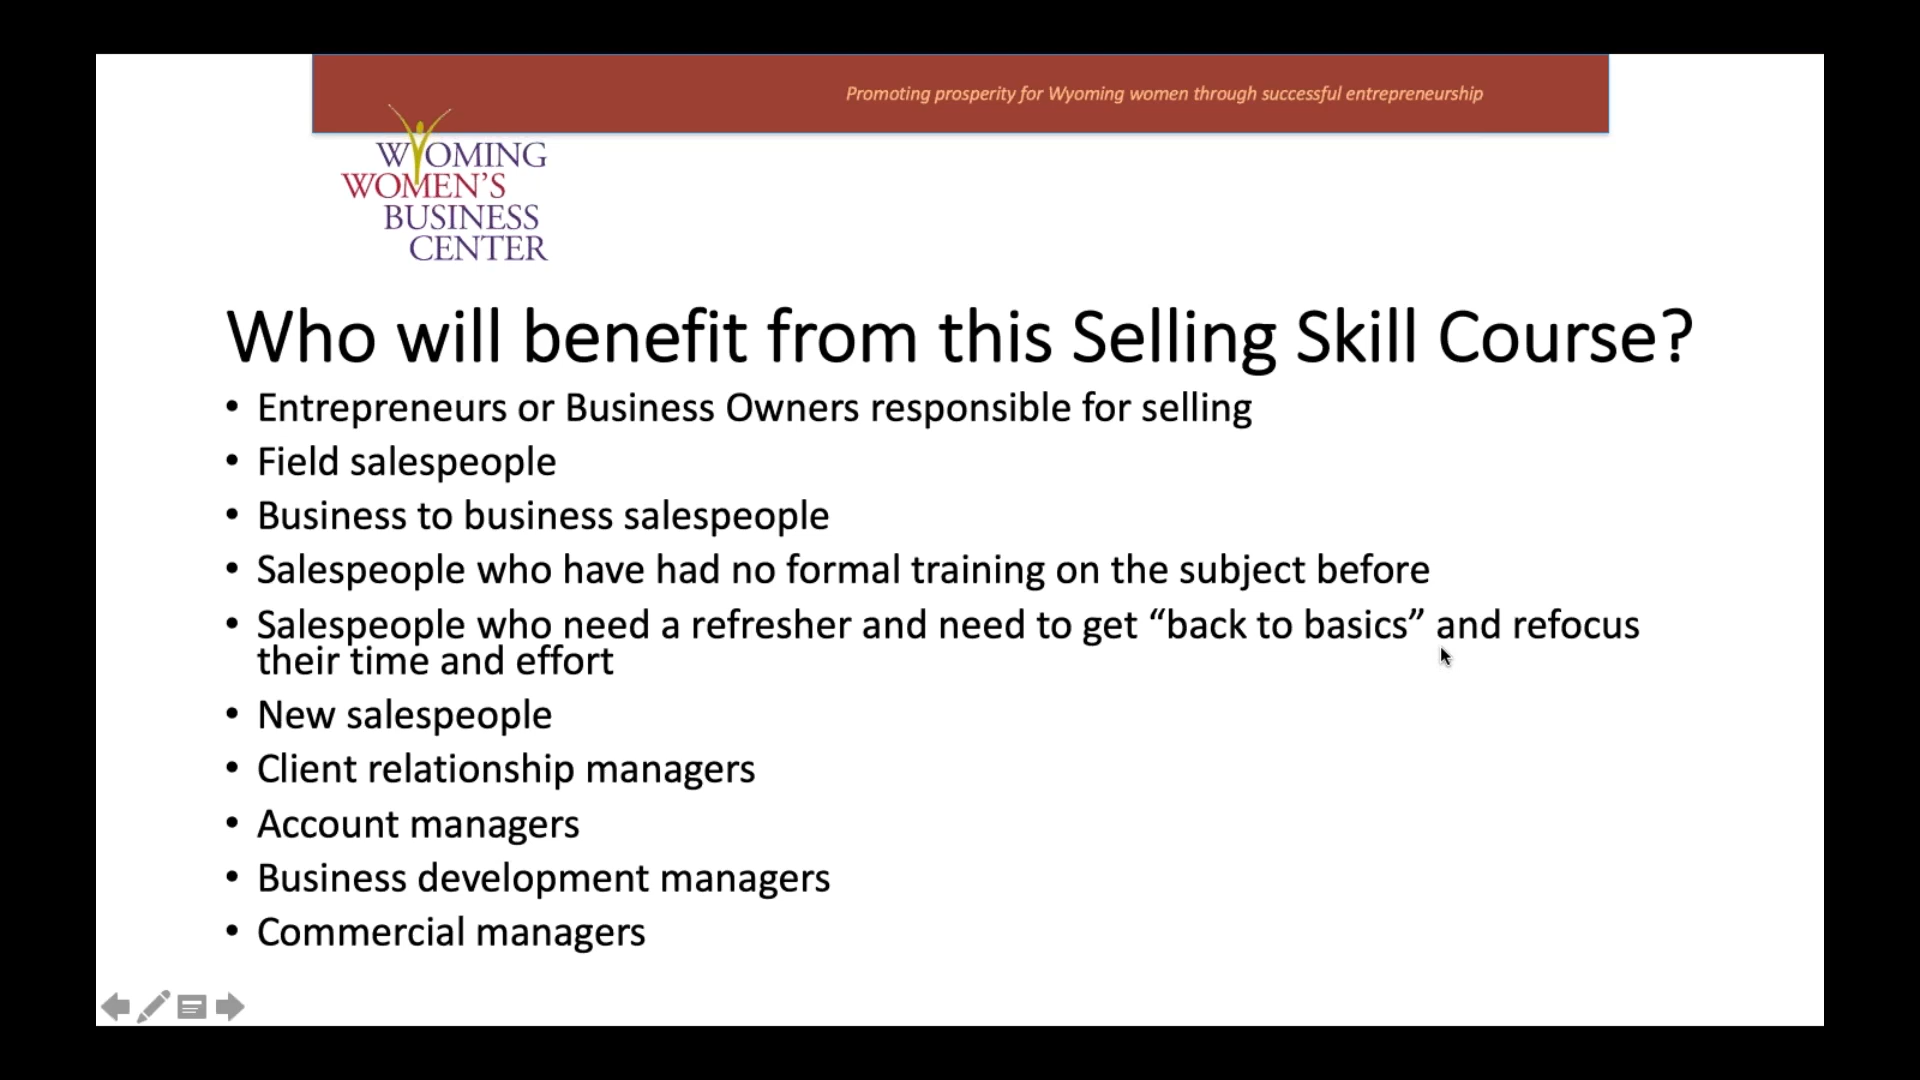 Promoting prosperity for Wyoming women through successful entrepreneurship
WYOMING
WOMEN'S
BUSINESS
CENTER
Who will benefit from this Selling Skill Course?
• Entrepreneurs or Business Owners responsible for selling
• Field salespeople
• Business to business salespeople
• Salespeople who have had no formal training on the subject before
• Salespeople who need a refresher and need to get “back to basics” and refocus
their time and effort
• New salespeople
• Client relationship managers
• Account managers
• Business development managers
• Commercial managers